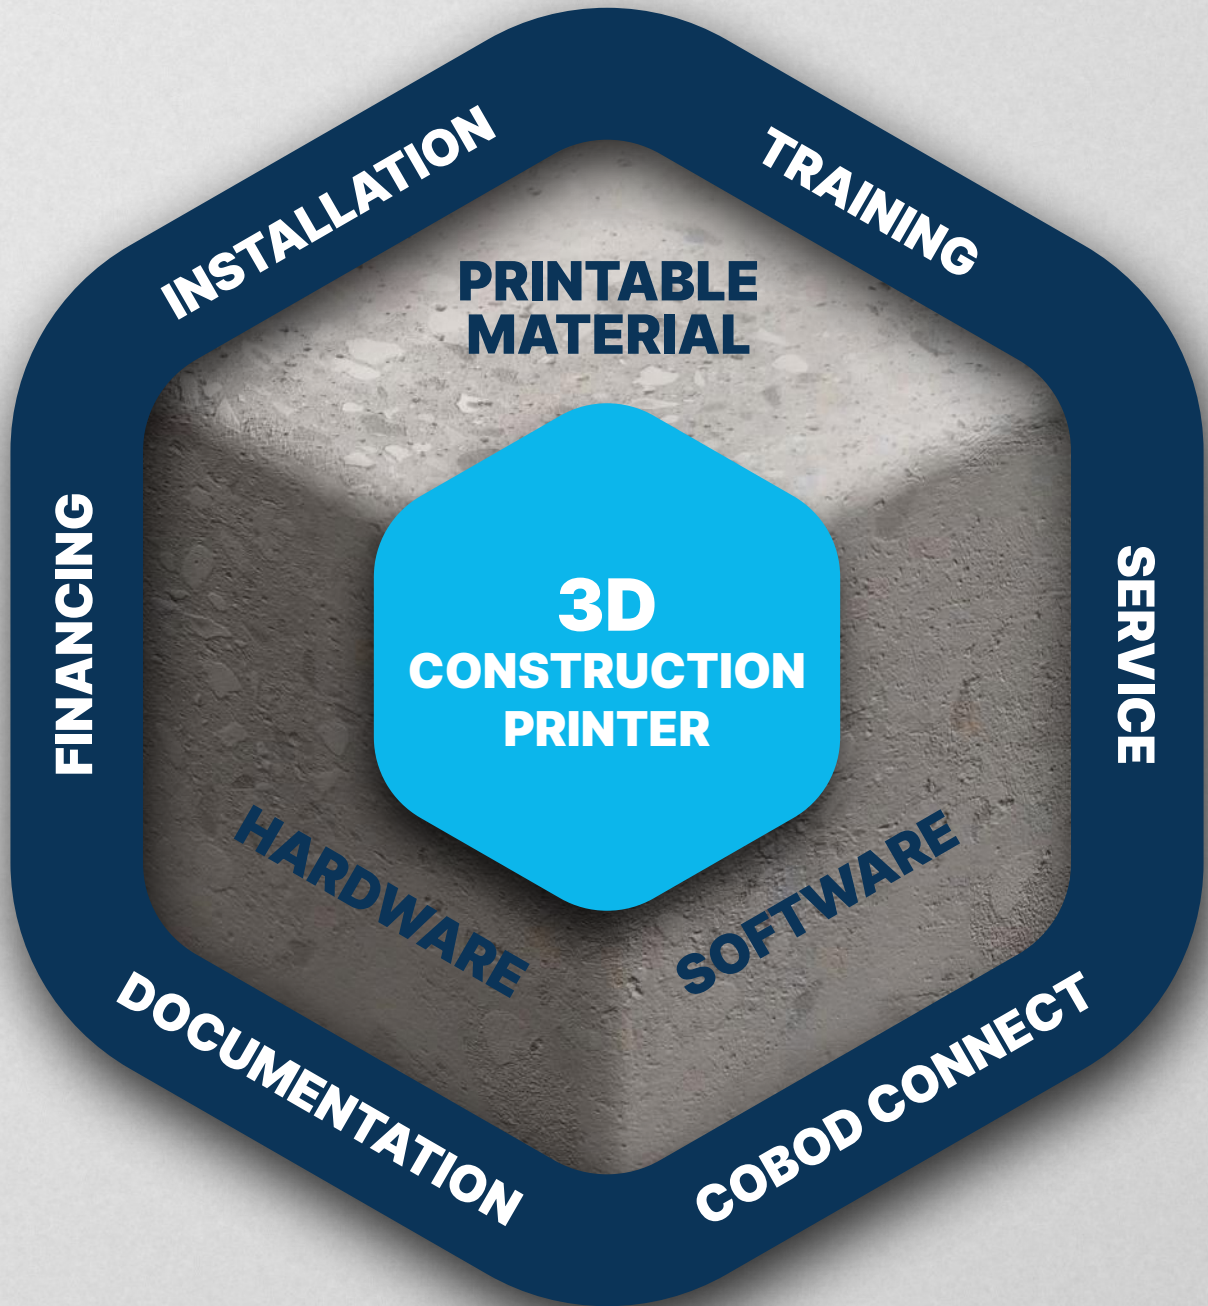 INSTALLATION
TRAINING
PRINTABLE
MATERIAL
FINANCING
3D
CONSTRUCTION
PRINTER
SERVICE
HARDWARE
SOFTWARE
DOCUMENTATION
COBOD CONNECT